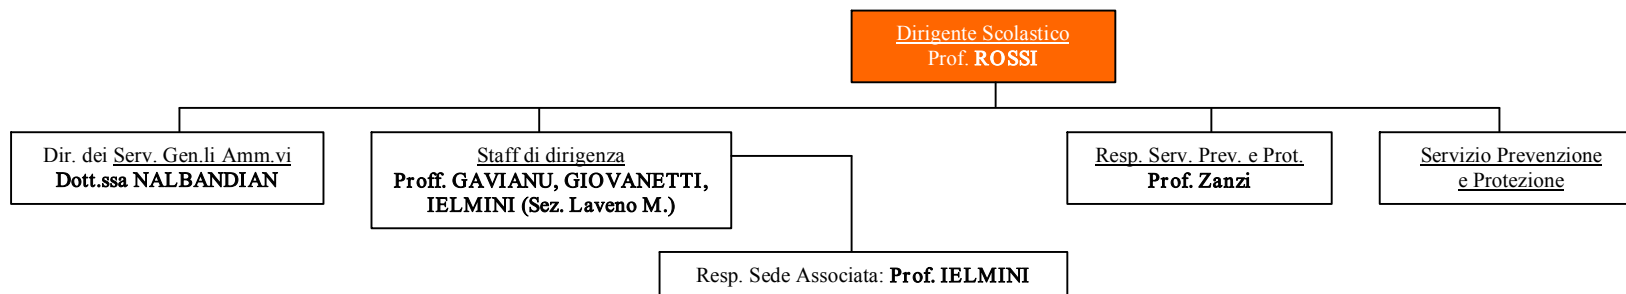 Dirigente Scolastico
Prof. ROSSI
Dir. dei Serv. Gen.li Amm.vi
Dott.ssa NALBANDIAN
Staff di dirigenza
Proff. GAVIANU, GIOVANETTI,
IELMINI (Sez. Laveno M.)
Resp. Serv. Prev. e Prot.
Prof. Zanzi
Servizio Prevenzione
e Protezione
Resp. Sede Associata: Prof. IELMINI